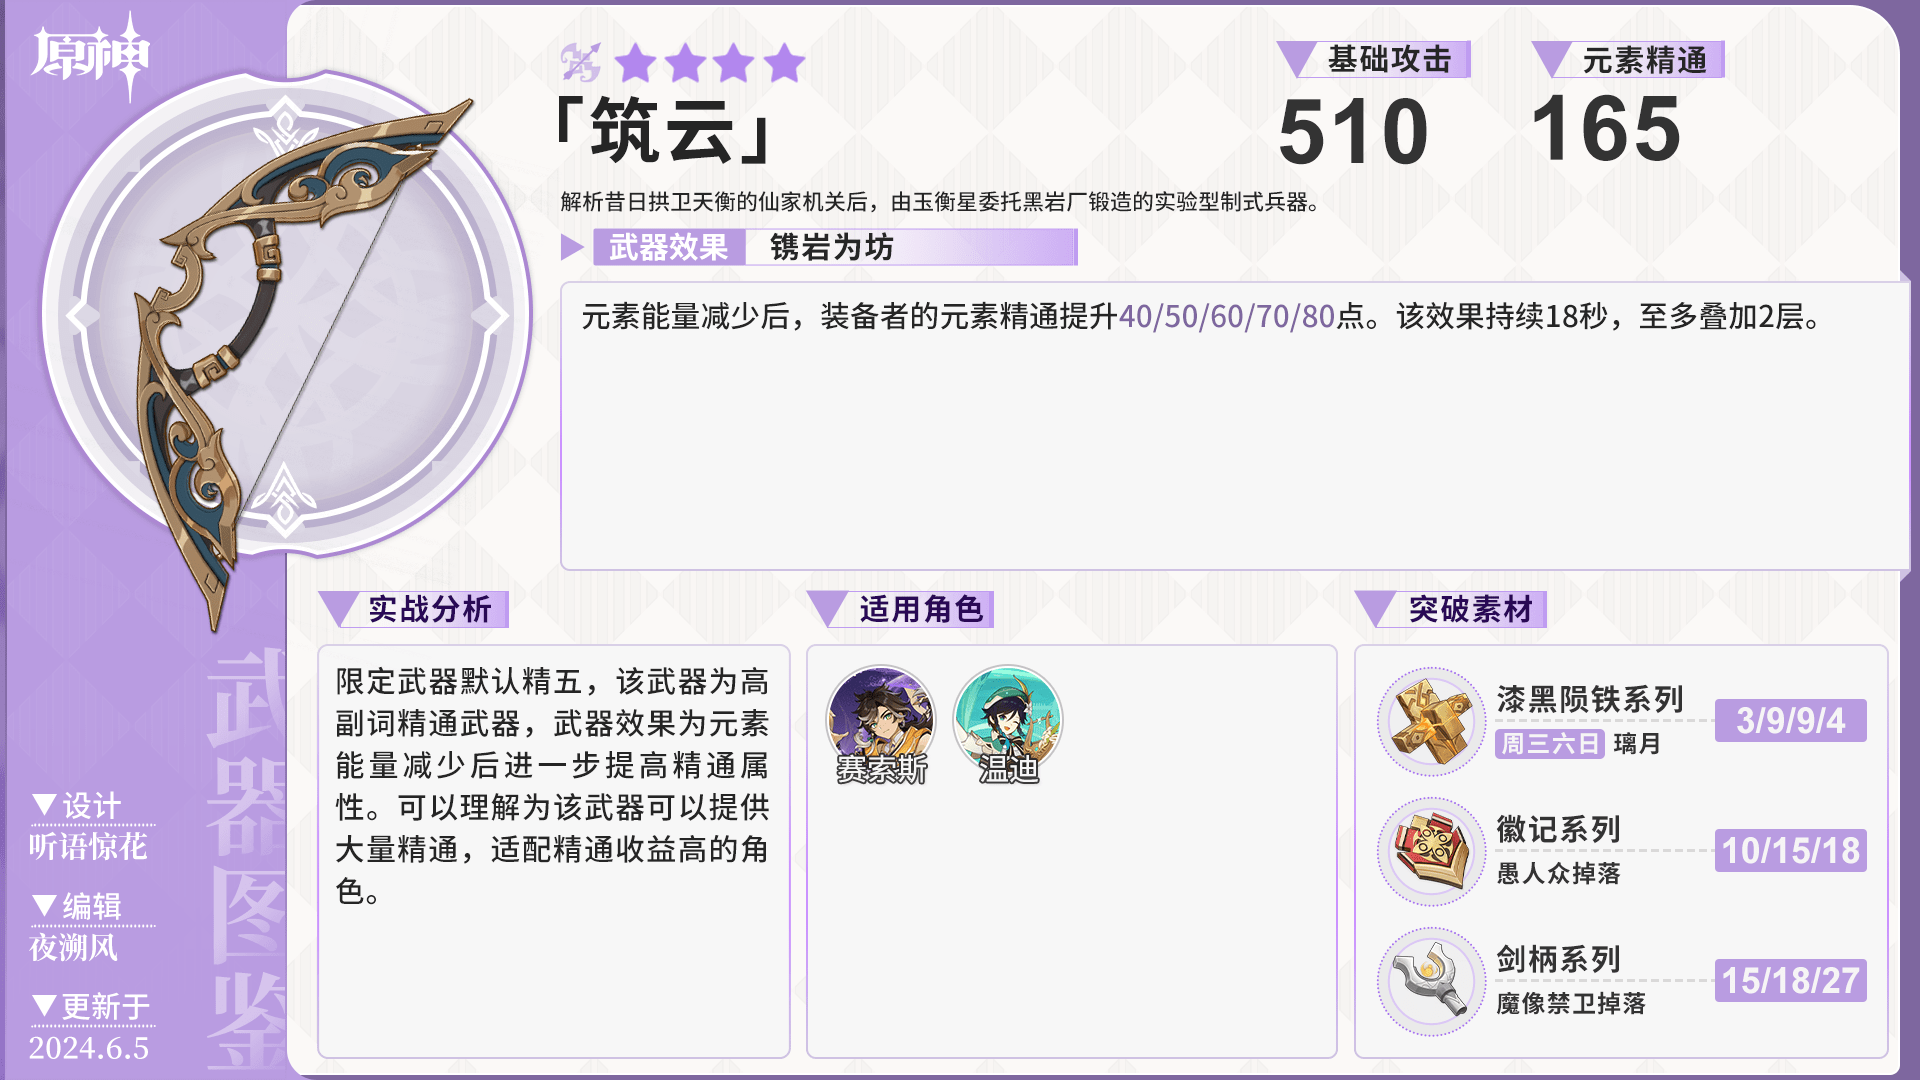 原神
「筑云」
基础攻击
510
元素精通
165
解析昔日拱卫天衡的仙家机关后，由玉衡星委托黑岩厂锻造的实验型制式兵器。
武器效果
镌岩为坊
元素能量减少后，装备者的元素精通提升40/50/60/70/80点。该效果持续18秒，至多叠加2层。
实战分析
限定武器默认精五，该武器为高
副词精通武器，武器效果为元素
能量减少后进一步提高精通属
性。可以理解为该武器可以提供
大量精通，适配精通收益高的角
色。
适用角色
赛索斯
温迪
突破素材
漆黑陨铁系列
周三六日 璃月
3/9/9/4
徽记系列
愚人众掉落
10/15/18
剑柄系列
魔像禁卫掉落
15/18/27
武器图鉴
▼设计
听语惊花
▼编辑
夜溯风
▼更新于
2024.6.5